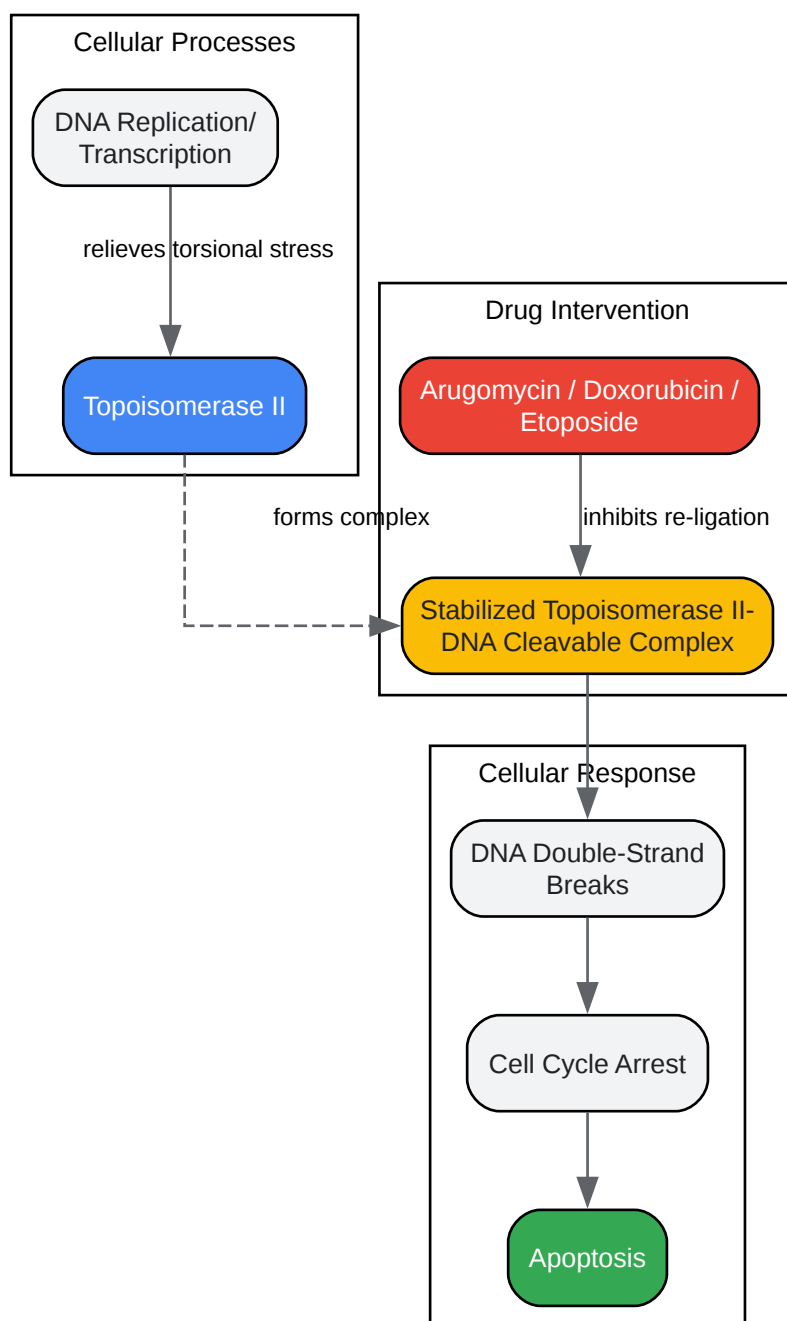 Cellular Processes
DNA Replication/
Transcription
relieves torsional stress
Topoisomerase II
Drug Intervention
Arugomycin / Doxorubicin /
Etoposide
forms complex
inhibits re-ligation
Stabilized Topoisomerase II-
DNA Cleavable Complex
Cellular Response
DNA Double-Strand
Breaks
Cell Cycle Arrest
Apoptosis